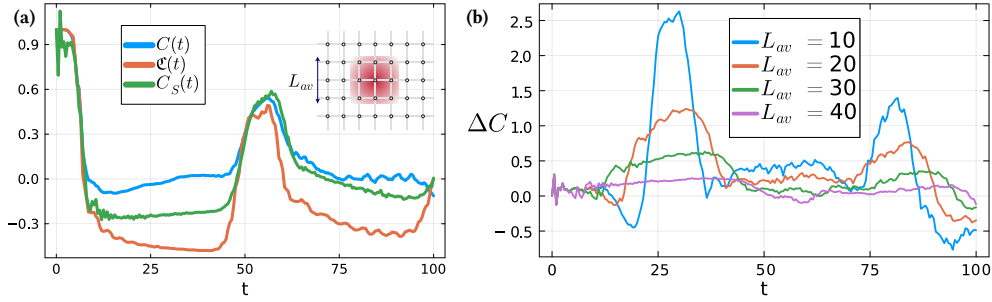 (a)
0.9
0.6
0.3
0.0
−0.3
0
25
50
75
100
t
C(t)
ℭ(t)
C_S(t)
L_av
(b)
2.5
2.0
1.5
1.0
0.5
0.0
−0.5
ΔC
0
25
50
75
100
t
L_av = 10
L_av = 20
L_av = 30
L_av = 40